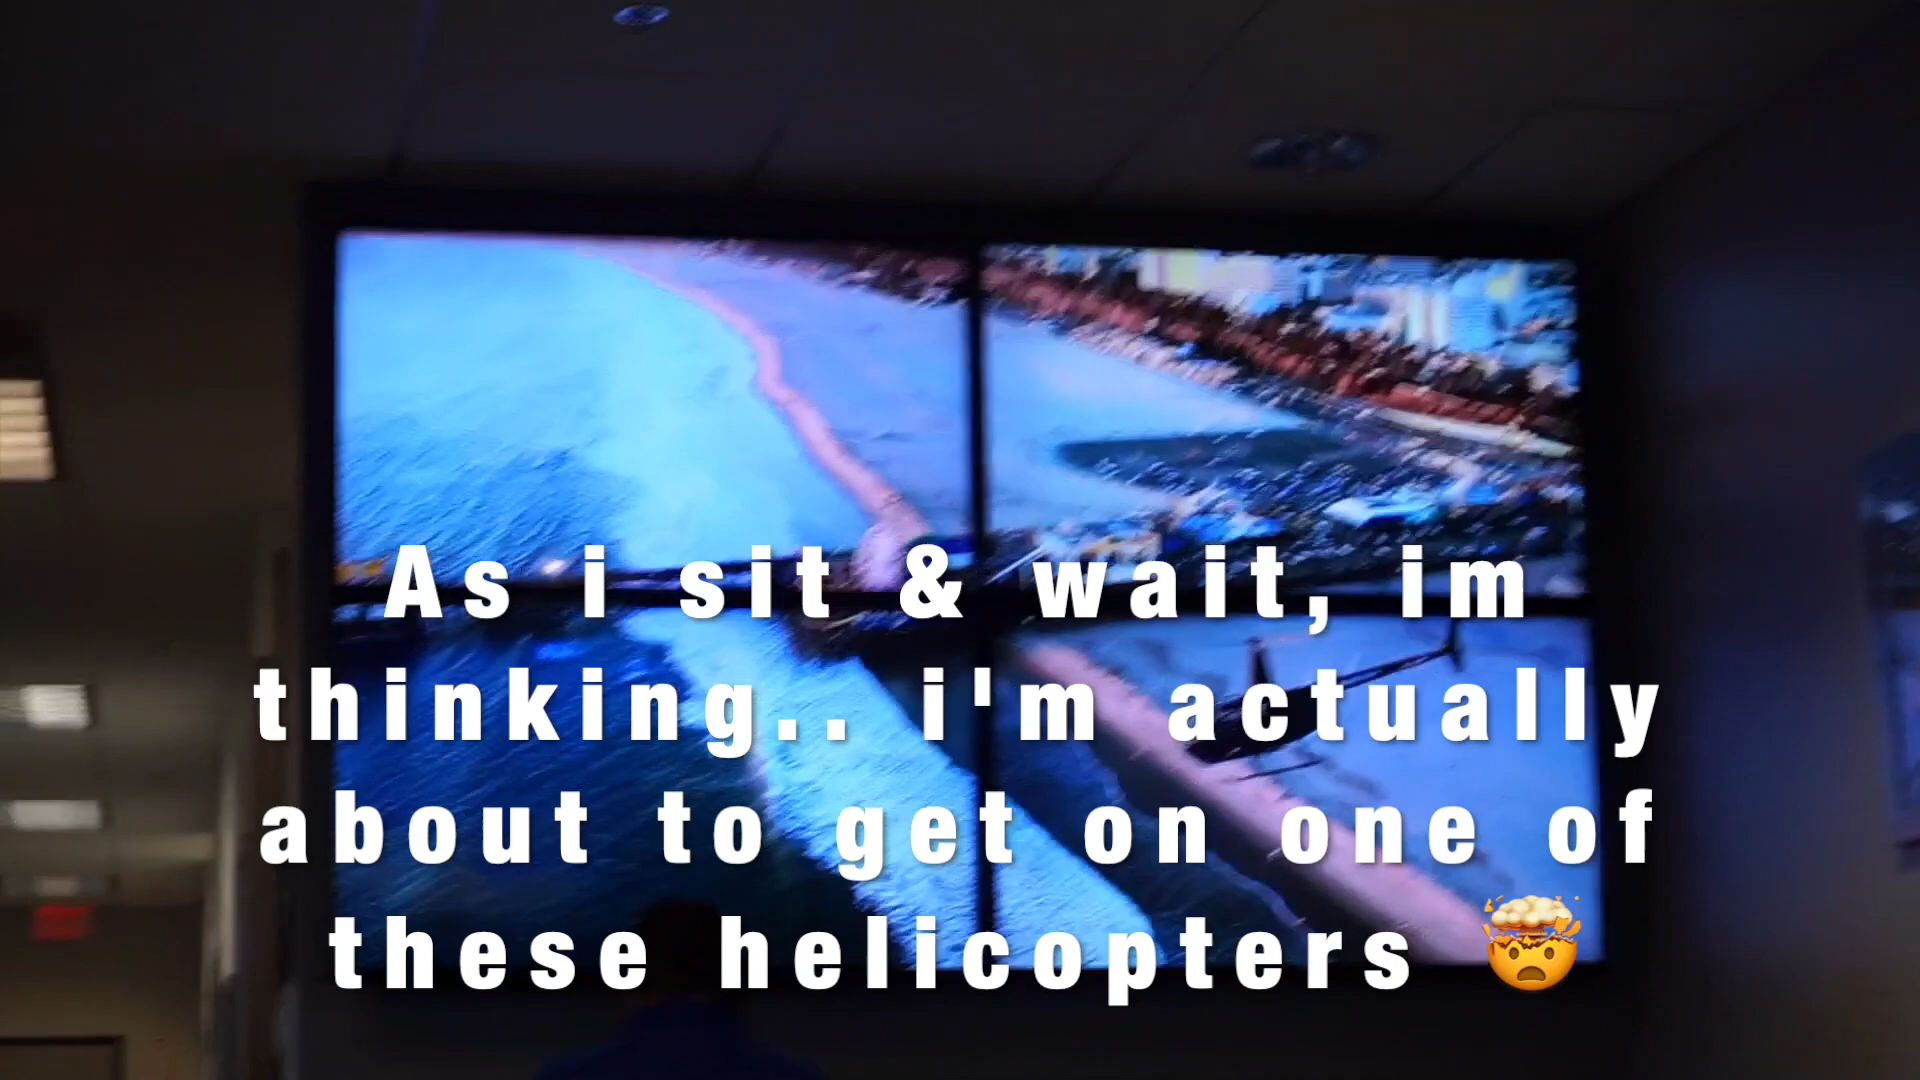 As i sit & wait, im
thinking.. i'm actually
about to get on one of
these helicopters 🤯